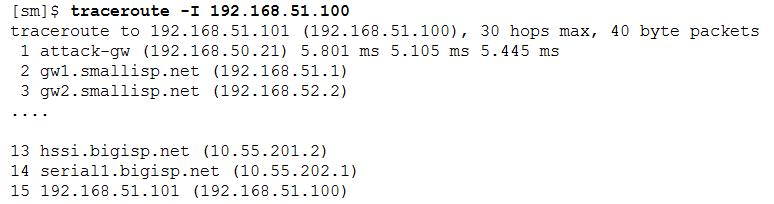 [sm]$ traceroute -I 192.168.51.100
traceroute to 192.168.51.101 (192.168.51.100), 30 hops max, 40 byte packets
1 attack-gw (192.168.50.21) 5.801 ms 5.105 ms 5.445 ms
2 gw1.smallisp.net (192.168.51.1)
3 gw2.smallisp.net (192.168.52.2)
....
13 hssi.bigisp.net (10.55.201.2)
14 serial1.bigisp.net (10.55.202.1)
15 192.168.51.101 (192.168.51.100)